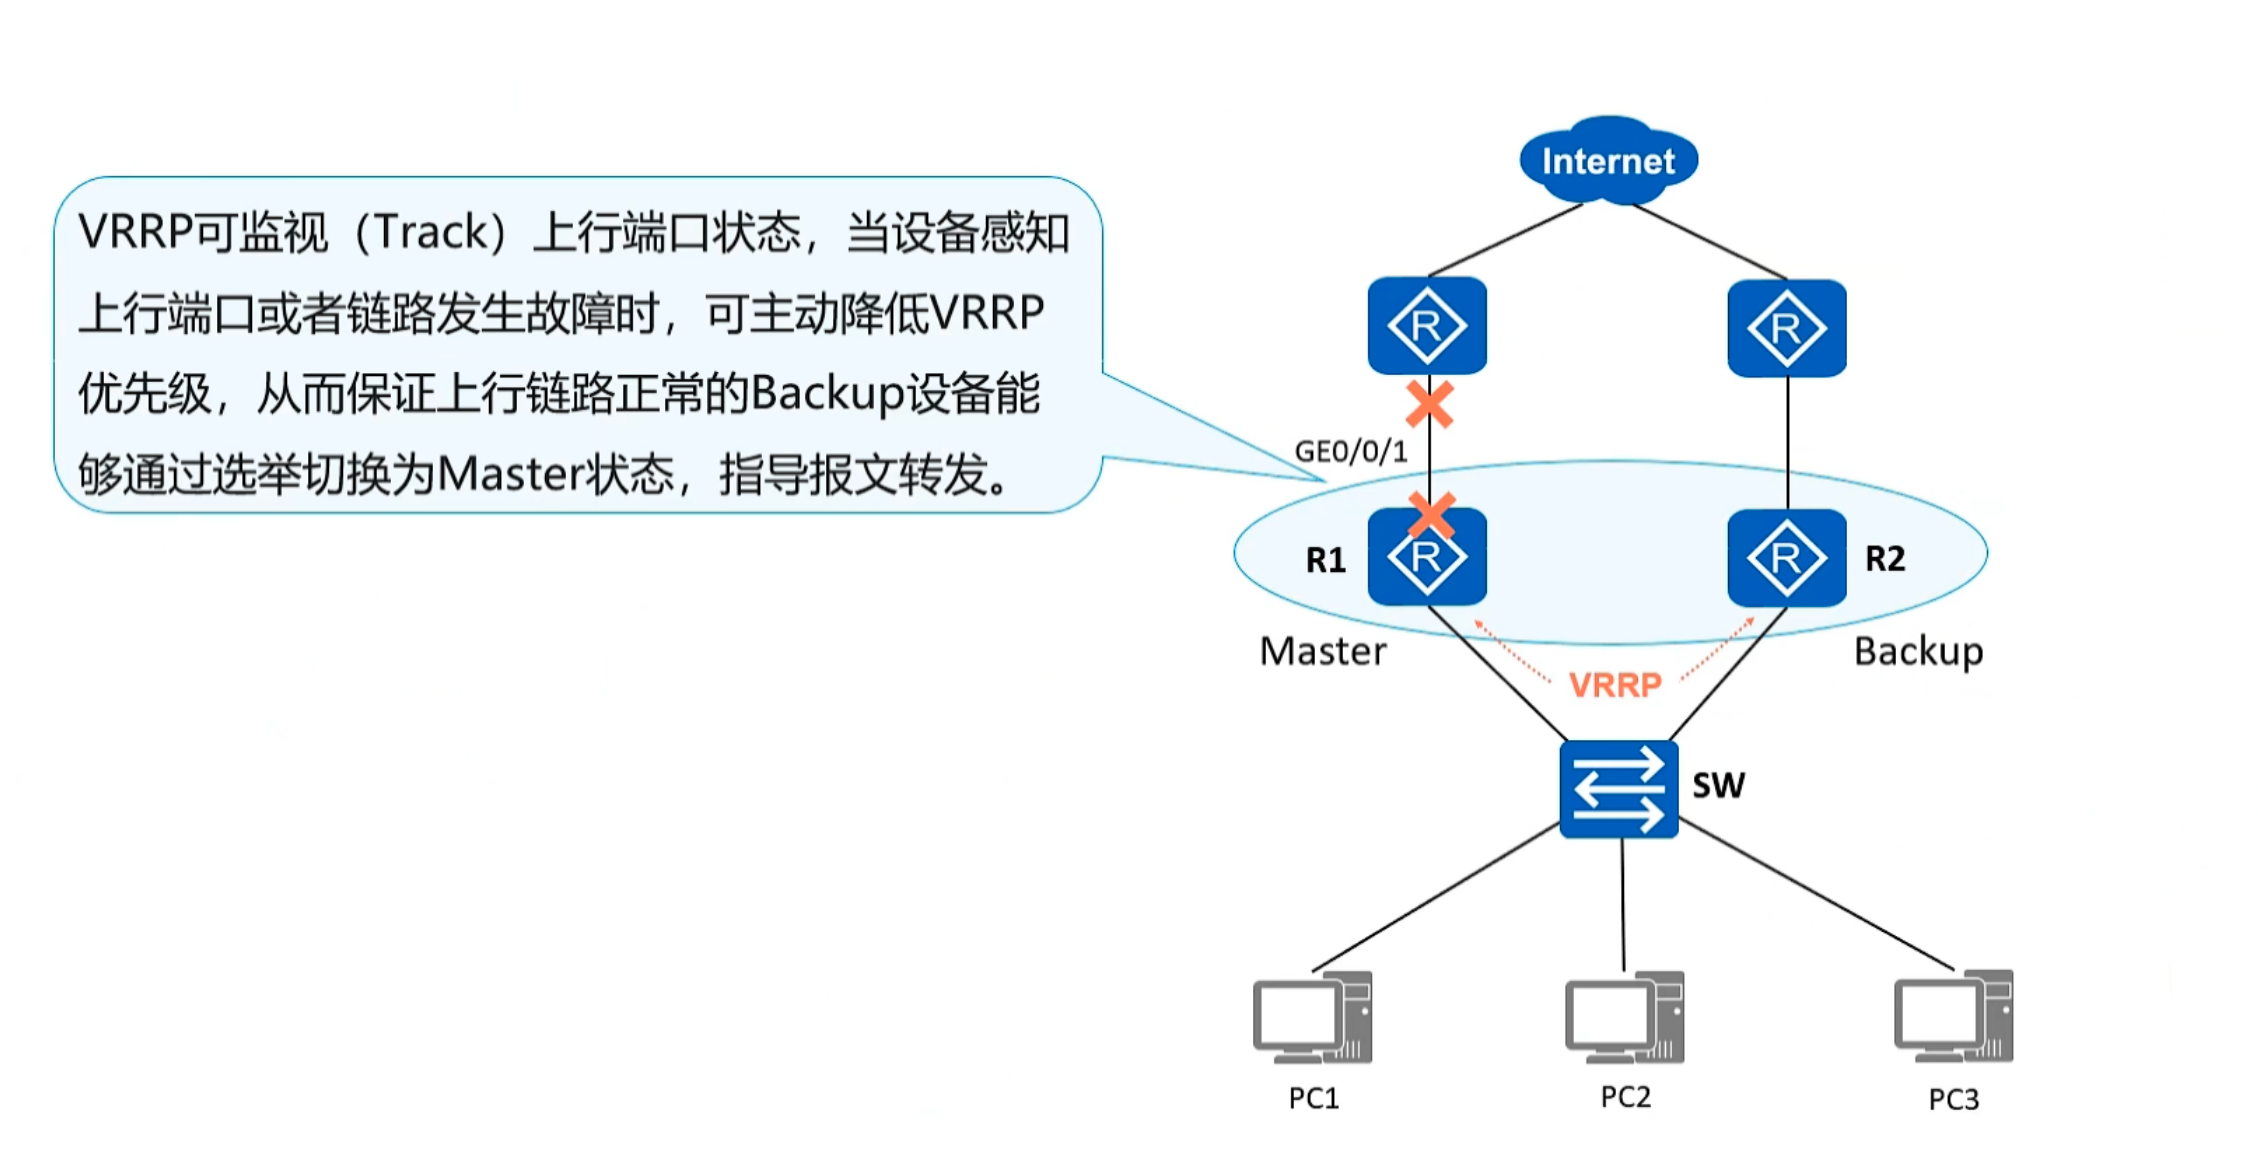 VRRP可监视（Track）上行端口状态，当设备感知
上行端口或者链路发生故障时，可主动降低VRRP
优先级，从而保证上行链路正常的Backup设备能
够通过选举切换为Master状态，指导报文转发。
Internet
R
R
GE0/0/1
R1
R
R
R2
Master
Backup
VRRP
SW
PC1
PC2
PC3